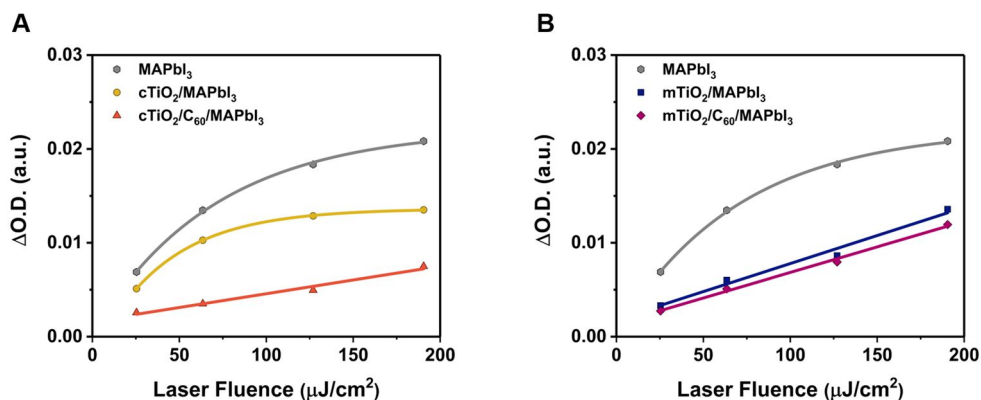 A
0.03
0.02
0.01
0.00
ΔO.D. (a.u.)
MAPbI₃
cTiO₂/MAPbI₃
cTiO₂/C₆₀/MAPbI₃
0 50 100 150 200
Laser Fluence (μJ/cm²)
B
0.03
0.02
0.01
0.00
ΔO.D. (a.u.)
MAPbI₃
mTiO₂/MAPbI₃
mTiO₂/C₆₀/MAPbI₃
0 50 100 150 200
Laser Fluence (μJ/cm²)